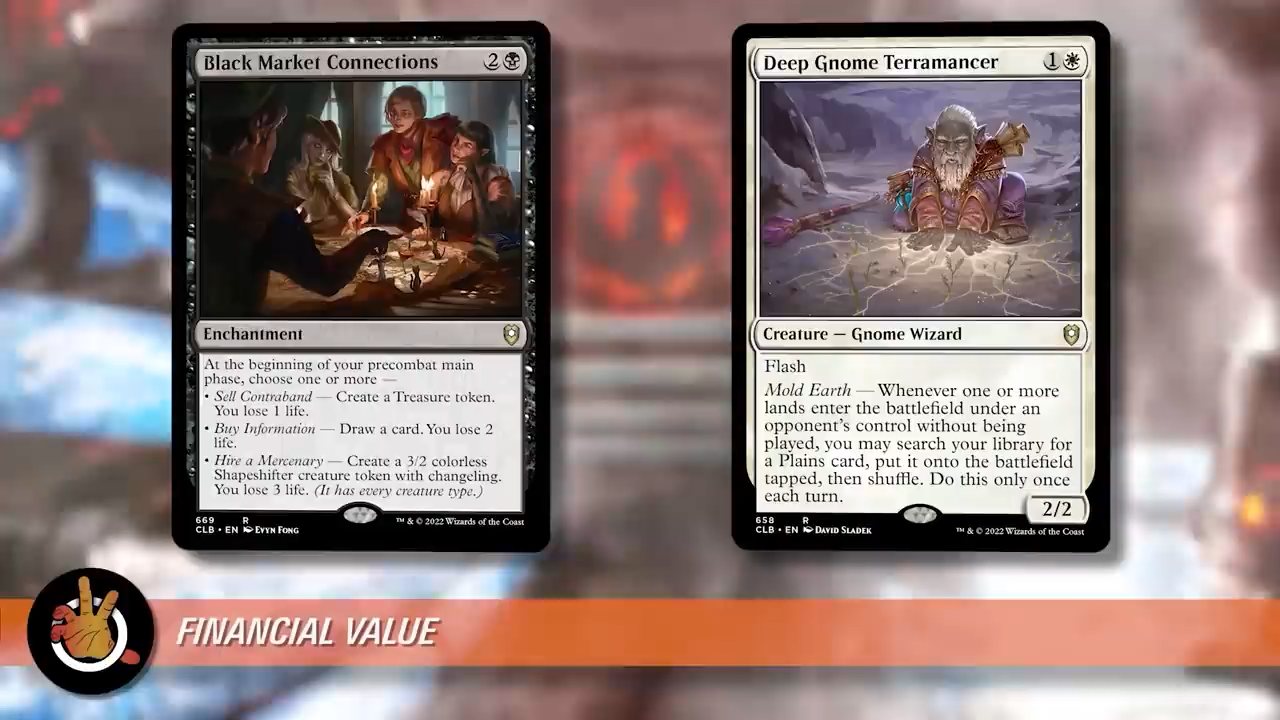 Black Market Connections 2
Enchantment
At the beginning of your precombat main
phase, choose one or more —
• Sell Contraband — Create a Treasure token.
You lose 1 life.
• Buy Information — Draw a card. You lose 2
life.
• Hire a Mercenary — Create a 3/2 colorless
Shapeshifter creature token with changeling.
You lose 3 life. (It has every creature type.)
669 R
CLB • EN Evyn Fong
™ & © 2022 Wizards of the Coast
Deep Gnome Terramancer 1
Creature — Gnome Wizard
Flash
Mold Earth — Whenever one or more
lands enter the battlefield under an
opponent's control without being
played, you may search your library for
a Plains card, put it onto the battlefield
tapped, then shuffle. Do this only once
each turn.
2/2
658 R
CLB • EN David Sladek
™ & © 2022 Wizards of the Coast
FINANCIAL VALUE